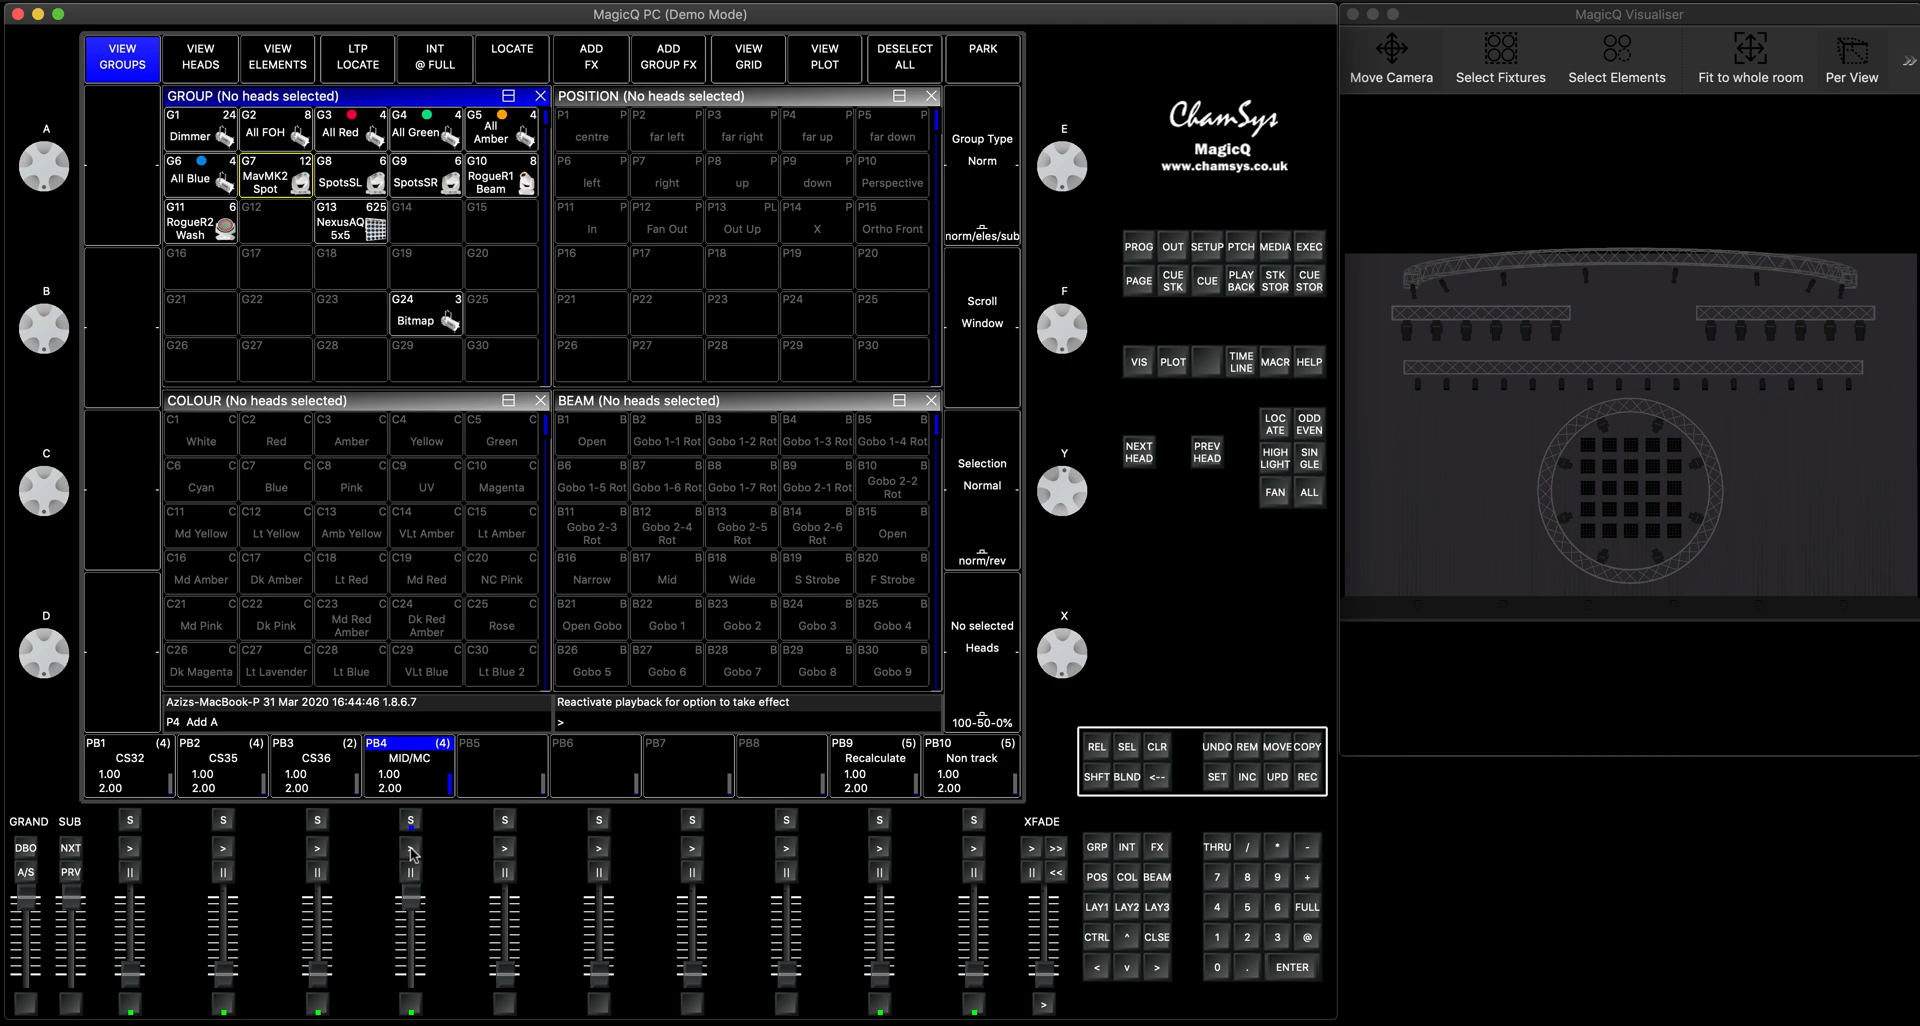 MagicQ PC (Demo Mode)
MagicQ Visualiser
VIEW GROUPS
VIEW HEADS
VIEW ELEMENTS
LTP LOCATE
INT @ FULL
LOCATE
ADD FX
ADD GROUP FX
VIEW GRID
VIEW PLOT
DESELECT ALL
PARK
Move Camera
Select Fixtures
Select Elements
Fit to whole room
Per View
GROUP (No heads selected)
G1 24 Dimmer
G2 8 All FOH
G3 4 All Red
G4 4 All Green
G5 4 All Amber
G6 4 All Blue
G7 12 MavMK2 Spot
G8 6 SpotsSL
G9 6 SpotsSR
G10 8 RogueR1 Beam
G11 6 RogueR2 Wash
G12
G13 625 NexusAQ 5x5
G14
G15
G16
G17
G18
G19
G20
G21
G22
G23
G24 3 Bitmap
G25
G26
G27
G28
G29
G30
POSITION (No heads selected)
P1 P centre
P2 P far left
P3 P far right
P4 P far up
P5 P far down
P6 P left
P7 P right
P8 P up
P9 P down
P10 Perspective
P11 P In
P12 P Fan Out
P13 PL Out Up
P14 P X
P15 Ortho Front
P16
P17
P18
P19
P20
P21
P22
P23
P24
P25
P26
P27
P28
P29
P30
COLOUR (No heads selected)
C1 C White
C2 C Red
C3 C Amber
C4 C Yellow
C5 C Green
C6 C Cyan
C7 C Blue
C8 C Pink
C9 C UV
C10 C Magenta
C11 C Md Yellow
C12 C Lt Yellow
C13 C Amb Yellow
C14 C VLt Amber
C15 C Lt Amber
C16 C Md Amber
C17 C Dk Amber
C18 C Lt Red
C19 C Md Red
C20 C NC Pink
C21 C Md Pink
C22 C Dk Pink
C23 C Md Red Amber
C24 C Dk Red Amber
C25 C Rose
C26 C Dk Magenta
C27 C Lt Lavender
C28 C Lt Blue
C29 C VLt Blue
C30 C Lt Blue 2
BEAM (No heads selected)
B1 B Open
B2 B Gobo 1-1 Rot
B3 B Gobo 1-2 Rot
B4 B Gobo 1-3 Rot
B5 B Gobo 1-4 Rot
B6 B Gobo 1-5 Rot
B7 B Gobo 1-6 Rot
B8 B Gobo 1-7 Rot
B9 B Gobo 2-1 Rot
B10 B Gobo 2-2 Rot
B11 B Gobo 2-3 Rot
B12 B Gobo 2-4 Rot
B13 B Gobo 2-5 Rot
B14 B Gobo 2-6 Rot
B15 B Open
B16 B Narrow
B17 B Mid
B18 B Wide
B19 B S Strobe
B20 B F Strobe
B21 B Open Gobo
B22 B Gobo 1
B23 B Gobo 2
B24 B Gobo 3
B25 B Gobo 4
B26 B Gobo 5
B27 B Gobo 6
B28 B Gobo 7
B29 B Gobo 8
B30 B Gobo 9
Group Type
Norm
norm/eles/sub
Scroll
Window
Selection
Normal
norm/rev
No selected
Heads
100-50-0%
A
B
C
D
E
F
Y
X
ChamSys
MagicQ
www.chamsys.co.uk
PROG OUT SETUP PTCH MEDIA EXEC
PAGE CUE STK CUE PLAY BACK STK STOR CUE STOR
VIS PLOT TIME LINE MACR HELP
NEXT HEAD
PREV HEAD
LOC ATE
ODD EVEN
HIGH LIGHT
SIN GLE
FAN
ALL
Azizs-MacBook-P 31 Mar 2020 16:44:46 1.8.6.7
Reactivate playback for option to take effect
P4 Add A
>
PB1 (4) CS32 1.00 2.00
PB2 (4) CS35 1.00 2.00
PB3 (2) CS36 1.00 2.00
PB4 (4) MID/MC 1.00 2.00
PB5
PB6
PB7
PB8
PB9 (5) Recalculate 1.00 2.00
PB10 (5) Non track 1.00 2.00
REL SEL CLR UNDO REM MOVE COPY
SHFT BLND <-- SET INC UPD REC
GRAND SUB
S S S S S S S S S S
XFADE
DBO NXT > > > > > > > > > > > >>
A/S PRV || || || || || || || || || || || <<
GRP INT FX THRU / * -
POS COL BEAM 7 8 9 +
LAY1 LAY2 LAY3 4 5 6 FULL
CTRL ^ CLSE 1 2 3 @
< v > 0 . ENTER
>